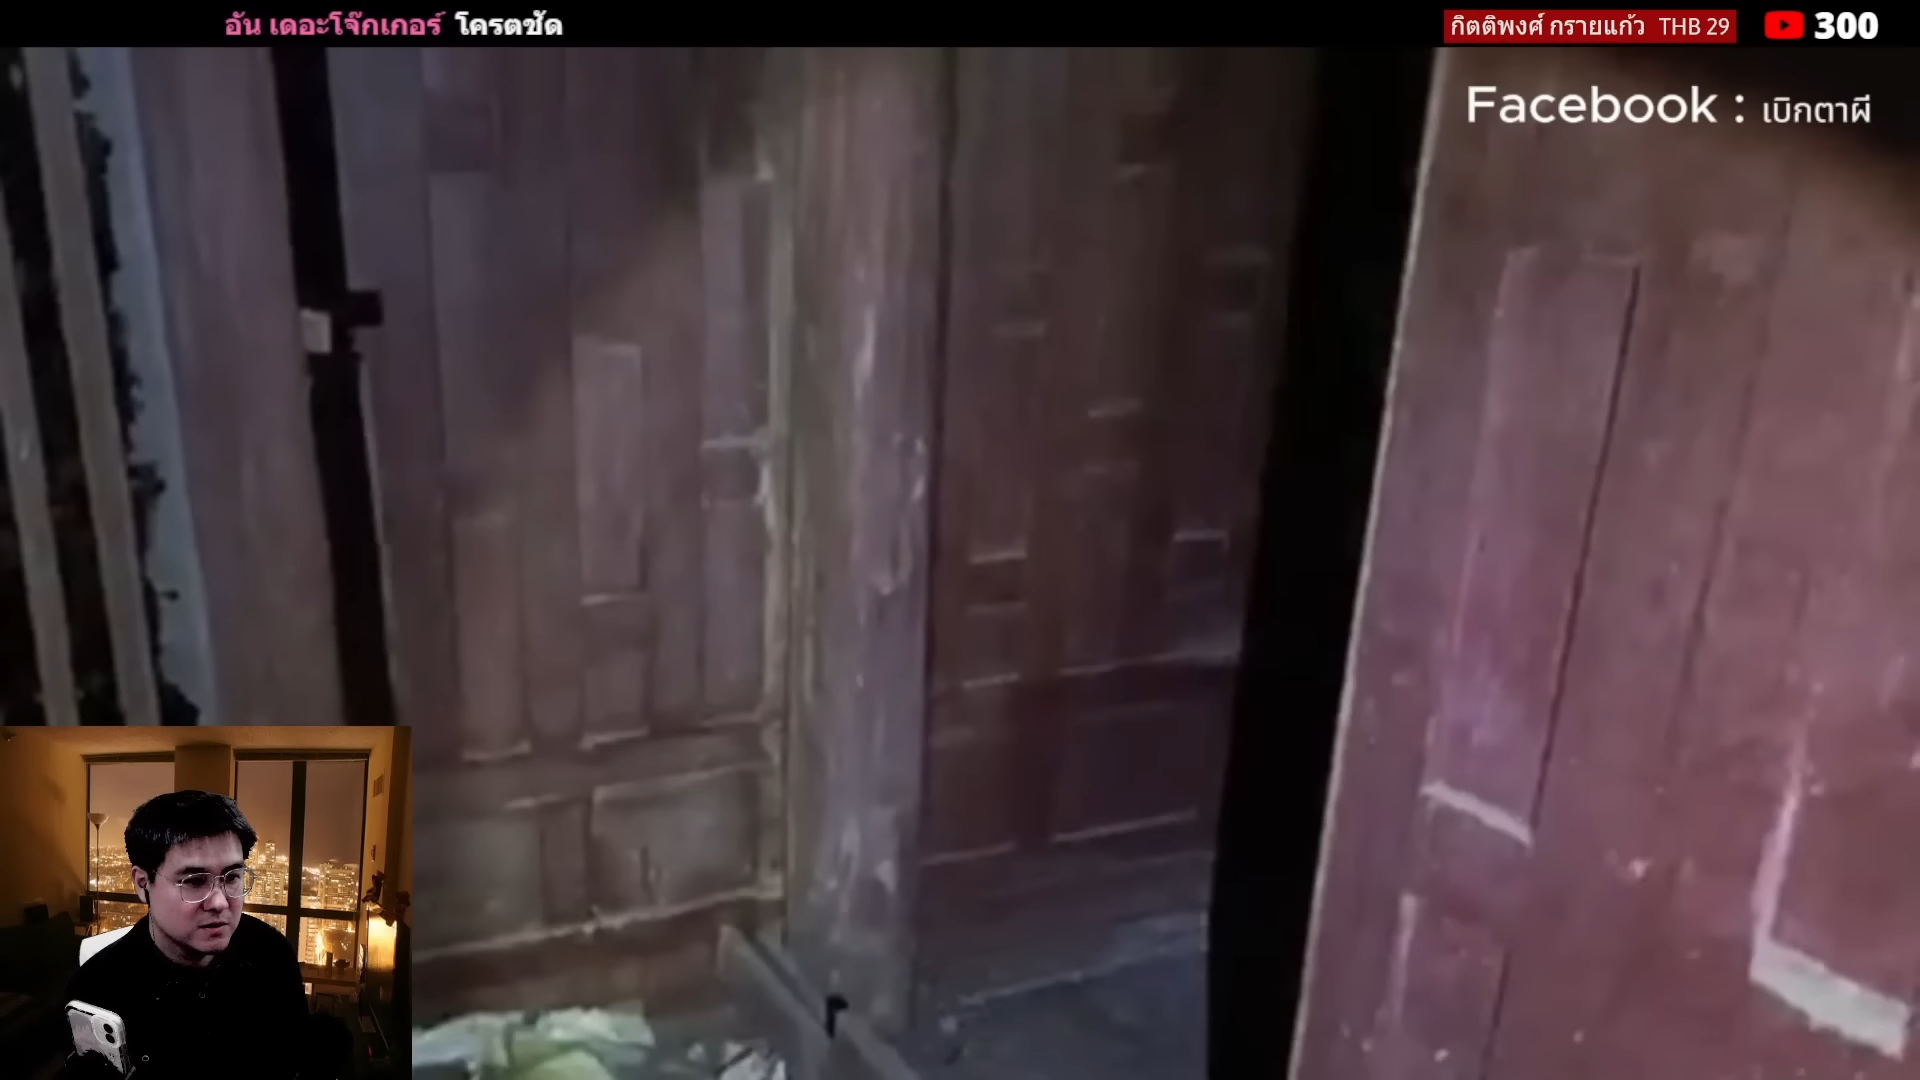 อัน เดอะโจ๊กเกอร์ โครตชัด
กิตติพงศ์ กรายแก้ว THB 29
300
Facebook : เบิกตาผี